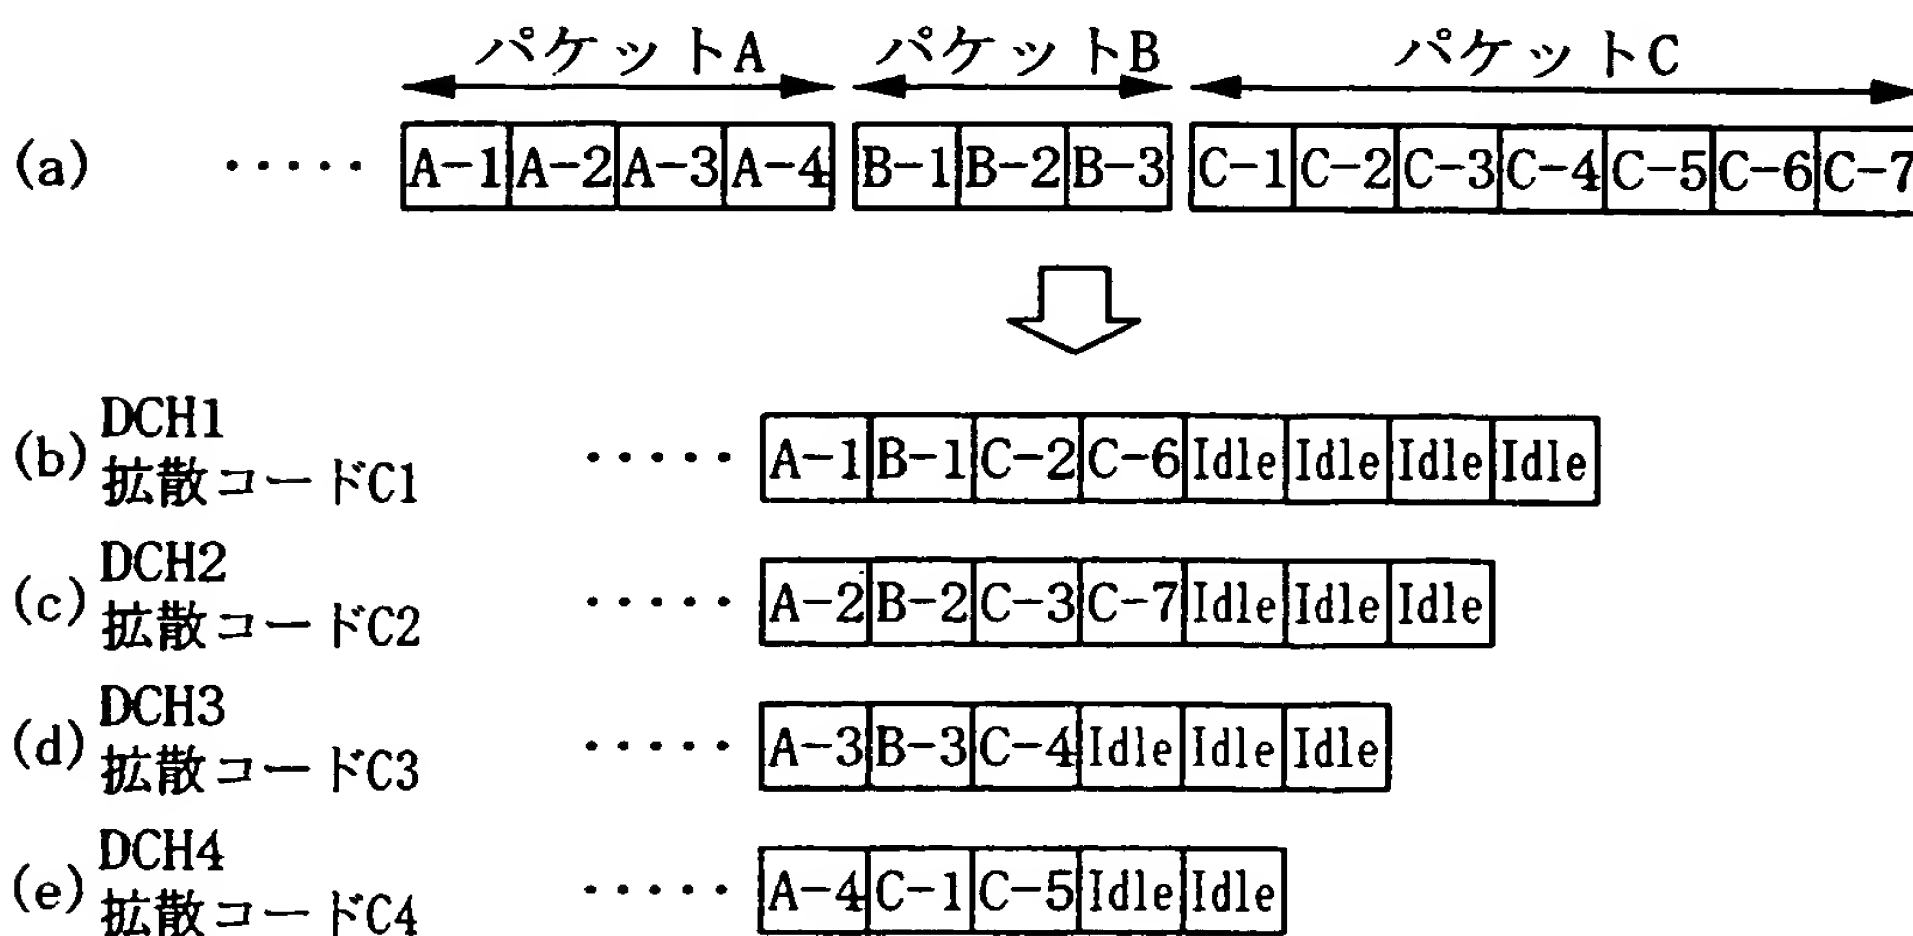 パケットA パケットB パケットC
(a) ····· A-1 A-2 A-3 A-4 B-1 B-2 B-3 C-1 C-2 C-3 C-4 C-5 C-6 C-7
DCH1
(b) 拡散コードC1 ····· A-1 B-1 C-2 C-6 Idle Idle Idle Idle
DCH2
(c) 拡散コードC2 ····· A-2 B-2 C-3 C-7 Idle Idle Idle
DCH3
(d) 拡散コードC3 ····· A-3 B-3 C-4 Idle Idle Idle
DCH4
(e) 拡散コードC4 ····· A-4 C-1 C-5 Idle Idle